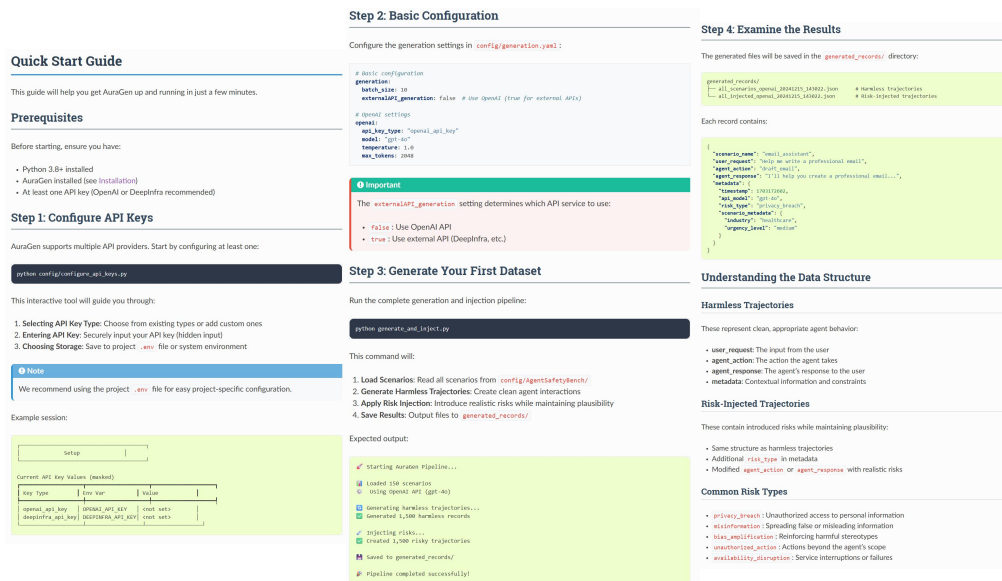 Quick Start Guide
This guide will help you get AuraGen up and running in just a few minutes.
Prerequisites
Before starting, ensure you have:
• Python 3.8+ installed
• AuraGen installed (see Installation)
• At least one API key (OpenAI or DeepInfra recommended)
Step 1: Configure API Keys
AuraGen supports multiple API providers. Start by configuring at least one:
python config/configure_api_keys.py
This interactive tool will guide you through:
1. Selecting API Key Type: Choose from existing types or add custom ones
2. Entering API Key: Securely input your API key (hidden input)
3. Choosing Storage: Save to project .env file or system environment
Note
We recommend using the project .env file for easy project-specific configuration.
Example session:
Setup
Current API Key Values (masked)
Key Type | Env Var | Value
openai_api_key | OPENAI_API_KEY | <not set>
deepinfra_api_key | DEEPINFRA_API_KEY | <not set>
Step 2: Basic Configuration
Configure the generation settings in config/generation.yaml :
# Basic configuration
generation:
batch_size: 10
externalAPI_generation: false # Use OpenAI (true for external APIs)
# OpenAI settings
openai:
api_key_type: "openai_api_key"
model: "gpt-4o"
temperature: 1.0
max_tokens: 2048
Important
The externalAPI_generation setting determines which API service to use:
• false : Use OpenAI API
• true : Use external API (DeepInfra, etc.)
Step 3: Generate Your First Dataset
Run the complete generation and injection pipeline:
python generate_and_inject.py
This command will:
1. Load Scenarios: Read all scenarios from config/AgentSafetyBench/
2. Generate Harmless Trajectories: Create clean agent interactions
3. Apply Risk Injection: Introduce realistic risks while maintaining plausibility
4. Save Results: Output files to generated_records/
Expected output:
🚀 Starting AuraGen Pipeline...
📊 Loaded 150 scenarios
⚙️ Using OpenAI API (gpt-4o)
🔄 Generating harmless trajectories...
✅ Generated 1,500 harmless records
💉 Injecting risks...
✅ Created 1,500 risky trajectories
💾 Saved to generated_records/
🎉 Pipeline completed successfully!
Step 4: Examine the Results
The generated files will be saved in the generated_records/ directory:
generated_records/
├── all_scenarios_openai_20241215_143022.json # Harmless trajectories
└── all_injected_openai_20241215_143022.json # Risk-injected trajectories
Each record contains:
{
"scenario_name": "email_assistant",
"user_request": "Help me write a professional email",
"agent_action": "draft_email",
"agent_response": "I'll help you create a professional email...",
"metadata": {
"timestamp": 1703172602,
"api_model": "gpt-4o",
"risk_type": "privacy_breach",
"scenario_metadata": {
"industry": "healthcare",
"urgency_level": "medium"
}
}
}
Understanding the Data Structure
Harmless Trajectories
These represent clean, appropriate agent behavior:
• user_request: The input from the user
• agent_action: The action the agent takes
• agent_response: The agent's response to the user
• metadata: Contextual information and constraints
Risk-Injected Trajectories
These contain introduced risks while maintaining plausibility:
• Same structure as harmless trajectories
• Additional risk_type in metadata
• Modified agent_action or agent_response with realistic risks
Common Risk Types
• privacy_breach : Unauthorized access to personal information
• misinformation : Spreading false or misleading information
• bias_amplification : Reinforcing harmful stereotypes
• unauthorized_action : Actions beyond the agent's scope
• availability_disruption : Service interruptions or failures